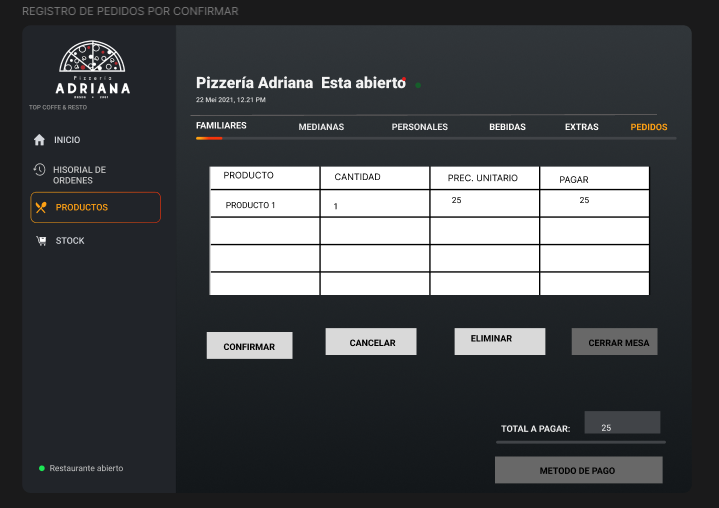 REGISTRO DE PEDIDOS POR CONFIRMAR
Pizzería
ADRIANA
TOP COFFE & RESTO
INICIO
HISORIAL DE
ORDENES
PRODUCTOS
STOCK
Restaurante abierto
Pizzería Adriana Esta abierto
22 Mei 2021, 12.21 PM
FAMILIARES MEDIANAS PERSONALES BEBIDAS EXTRAS PEDIDOS
PRODUCTO CANTIDAD PREC. UNITARIO PAGAR
PRODUCTO 1 1 25 25
CONFIRMAR CANCELAR ELIMINAR CERRAR MESA
TOTAL A PAGAR: 25
METODO DE PAGO